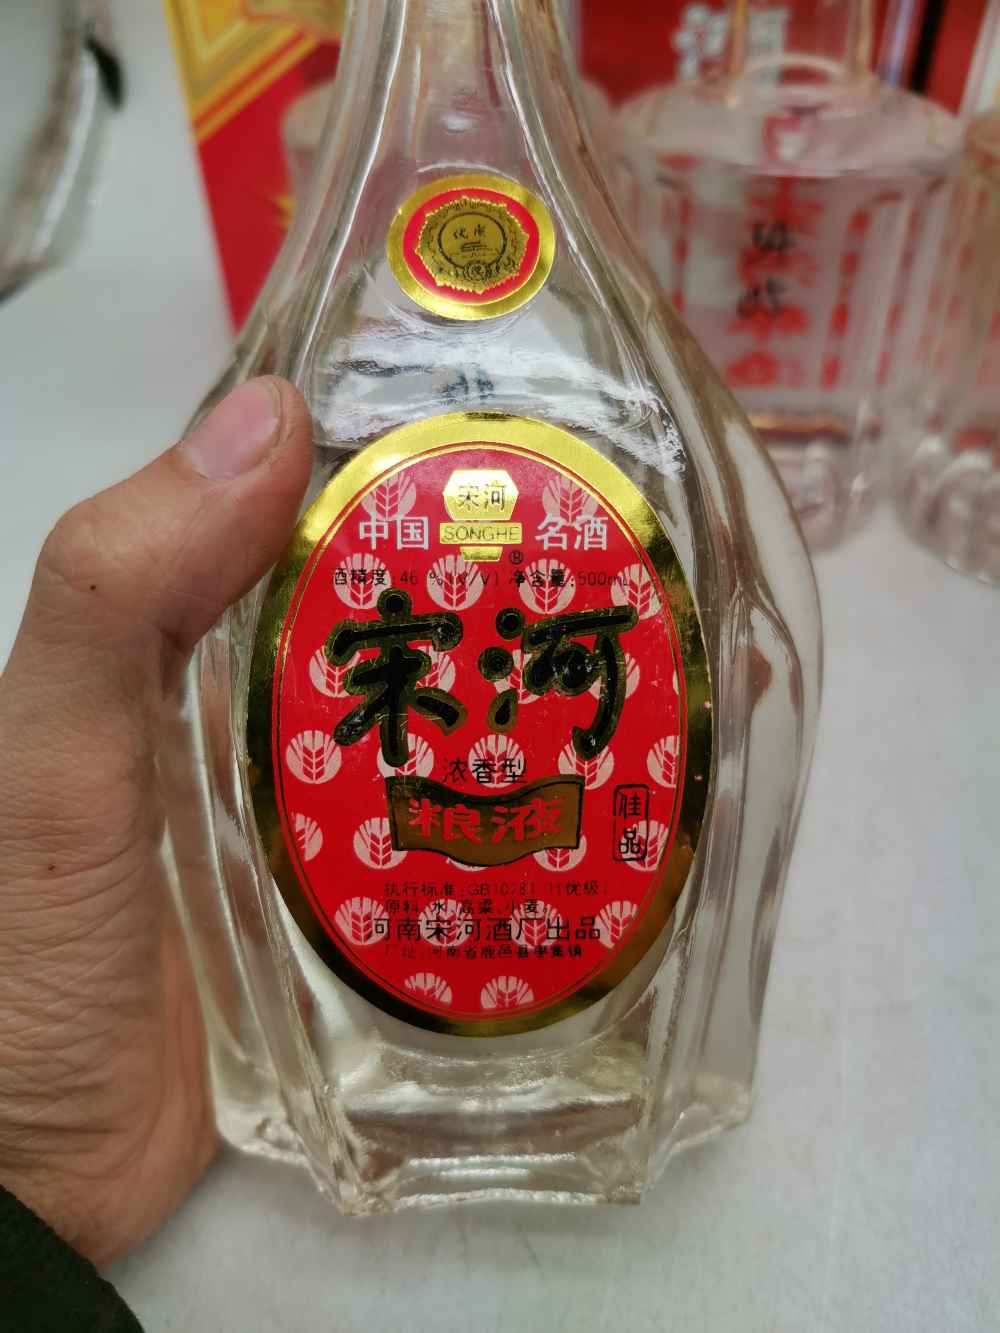 优质
宋河
中国 SONGHE 名酒
®
酒精度:46 %(V/V) 净含量:500mL
宋河
浓香型
粮液
佳品
执行标准:GB10781.1(优级)
原料:水、高粱、小麦
河南宋河酒厂出品
厂址:河南省鹿邑县枣集镇